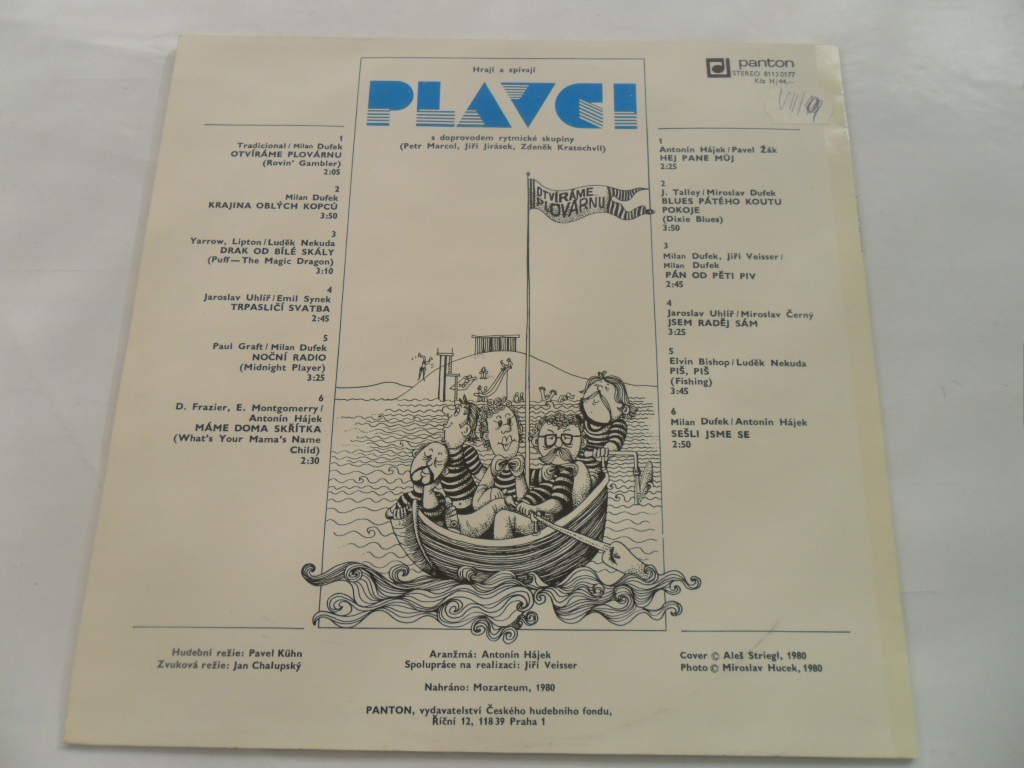 Hrají a zpívají
PLAVCI
s doprovodem rytmické skupiny
(Petr Marcol, Jiří Jirásek, Zdeněk Kratochvil)
panton
STEREO 8113 0177
Kčs H/44,—
OTVÍRÁME
PLOVÁRNU
1
Tradicional / Milan Dufek
OTVÍRÁME PLOVÁRNU
(Rovin' Gambler)
2:05
2
Milan Dufek
KRAJINA OBLÝCH KOPCŮ
3:50
3
Yarrow, Lipton / Luděk Nekuda
DRAK OD BÍLÉ SKÁLY
(Puff — The Magic Dragon)
3:10
4
Jaroslav Uhlíř / Emil Synek
TRPASLIČÍ SVATBA
2:45
5
Paul Graft / Milan Dufek
NOČNÍ RADIO
(Midnight Player)
3:25
6
D. Frazier, E. Montgomerry /
Antonín Hájek
MÁME DOMA SKŘÍTKA
(What's Your Mama's Name
Child)
2:30
1
Antonín Hájek / Pavel Žák
HEJ PANE MŮJ
2:25
2
J. Talley / Miroslav Dufek
BLUES PÁTÉHO KOUTU
POKOJE
(Dixie Blues)
3:50
3
Milan Dufek, Jiří Veisser /
Milan Dufek
PÁN OD PĚTI PIV
2:45
4
Jaroslav Uhlíř / Miroslav Černý
JSEM RADĚJ SÁM
3:25
5
Elvin Bishop / Luděk Nekuda
PIŠ, PIŠ
(Fishing)
3:45
6
Milan Dufek / Antonín Hájek
SEŠLI JSME SE
2:50
Hudební režie: Pavel Kühn
Zvuková režie: Jan Chalupský
Aranžmá: Antonín Hájek
Spolupráce na realizaci: Jiří Veisser
Nahráno: Mozarteum, 1980
PANTON, vydavatelství Českého hudebního fondu,
Říční 12, 118 39 Praha 1
Cover © Aleš Striegl, 1980
Photo © Miroslav Hucek, 1980